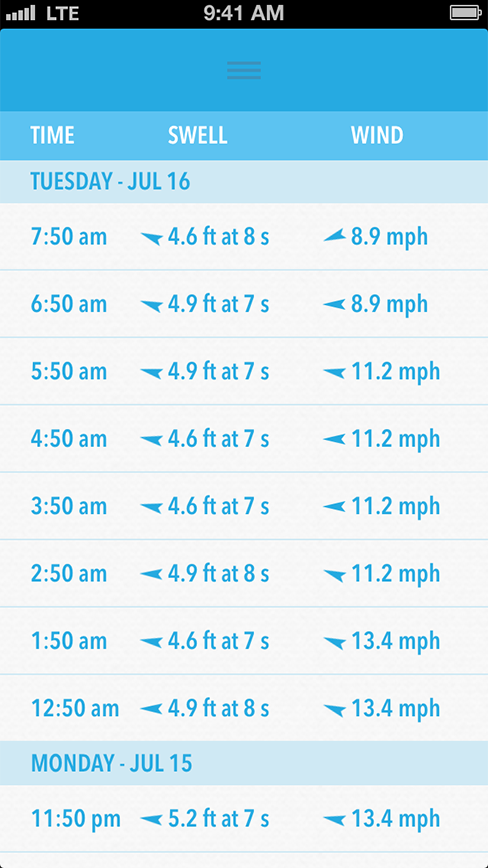 LTE 9:41 AM
TIME SWELL WIND
TUESDAY - JUL 16
7:50 am 4.6 ft at 8 s 8.9 mph
6:50 am 4.9 ft at 7 s 8.9 mph
5:50 am 4.9 ft at 7 s 11.2 mph
4:50 am 4.6 ft at 7 s 11.2 mph
3:50 am 4.6 ft at 7 s 11.2 mph
2:50 am 4.9 ft at 8 s 11.2 mph
1:50 am 4.6 ft at 7 s 13.4 mph
12:50 am 4.9 ft at 8 s 13.4 mph
MONDAY - JUL 15
11:50 pm 5.2 ft at 7 s 13.4 mph